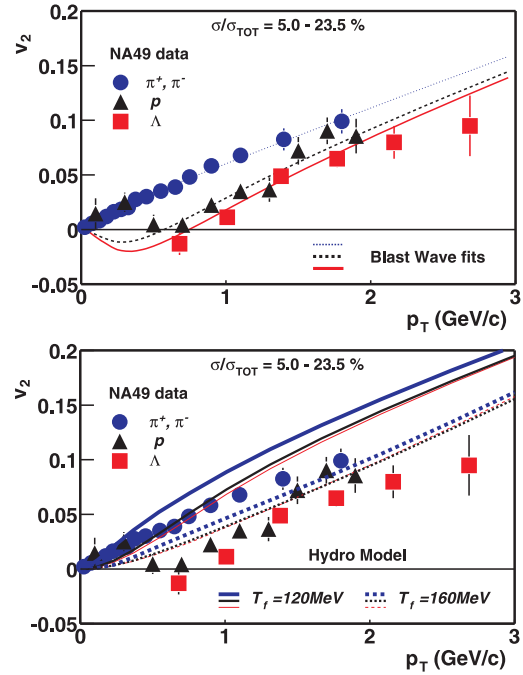 σ/σTOT = 5.0 - 23.5 %
v2
0.2
NA49 data
π+, π-
p
Λ
0.15
0.1
0.05
0
-0.05
Blast Wave fits
0
1
2
3
pT (GeV/c)
σ/σTOT = 5.0 - 23.5 %
v2
0.2
NA49 data
π+, π-
p
Λ
0.15
0.1
0.05
0
-0.05
Hydro Model
Tf =120MeV
Tf =160MeV
0
1
2
3
pT (GeV/c)